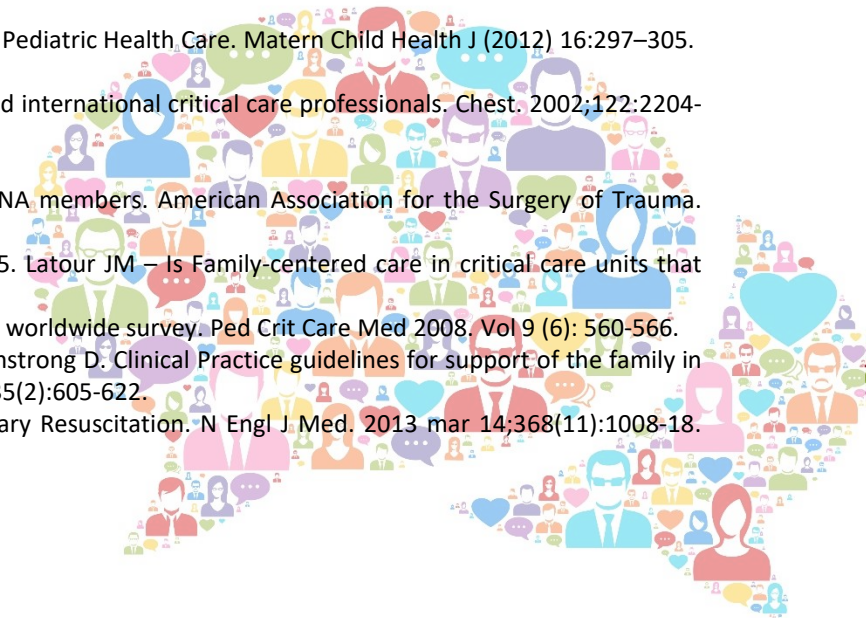 Pediatric Health Care. Matern Child Health J (2012) 16:297–305.
d international critical care professionals. Chest. 2002;122:2204-
NA members. American Association for the Surgery of Trauma.
5. Latour JM – Is Family-centered care in critical care units that
worldwide survey. Ped Crit Care Med 2008. Vol 9 (6): 560-566.
nstrong D. Clinical Practice guidelines for support of the family in
35(2):605-622.
ary Resuscitation. N Engl J Med. 2013 mar 14;368(11):1008-18.